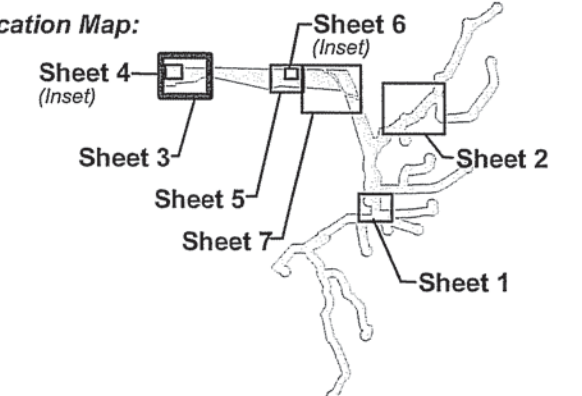 cation Map:
Sheet 6
(Inset)
Sheet 4
(Inset)
Sheet 3
Sheet 2
Sheet 5
Sheet 7
Sheet 1